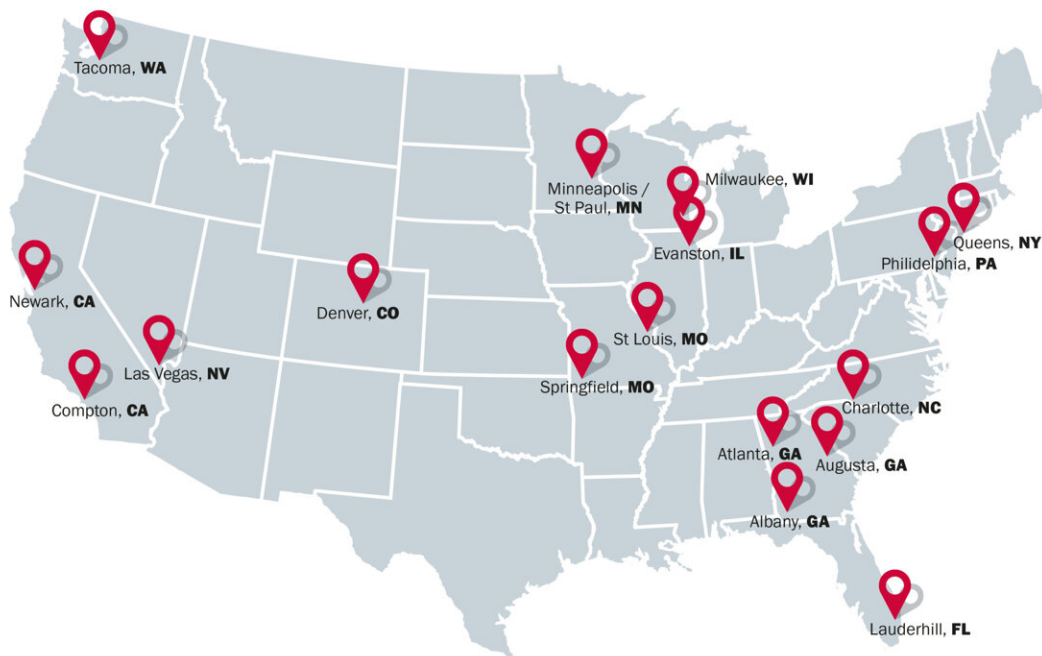 Tacoma, WA
Minneapolis /
St Paul, MN
Milwaukee, WI
Evanston, IL
Queens, NY
Philidelphia, PA
Newark, CA
Denver, CO
St Louis, MO
Las Vegas, NV
Springfield, MO
Compton, CA
Charlotte, NC
Atlanta, GA
Augusta, GA
Albany, GA
Lauderhill, FL